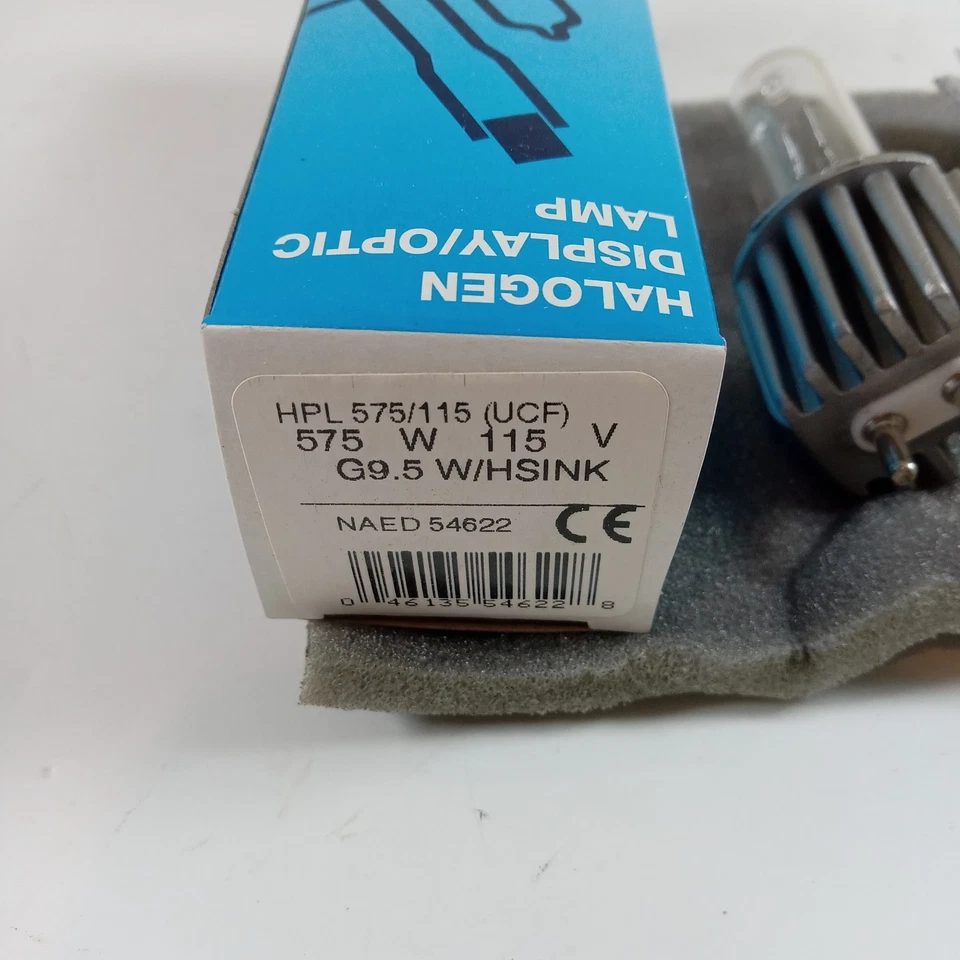 HALOGEN
DISPLAY/OPTIC
LAMP
HPL 575/115 (UCF)
575 W 115 V
G9.5 W/HSINK
NAED 54622 CE
0 46135 54622 8